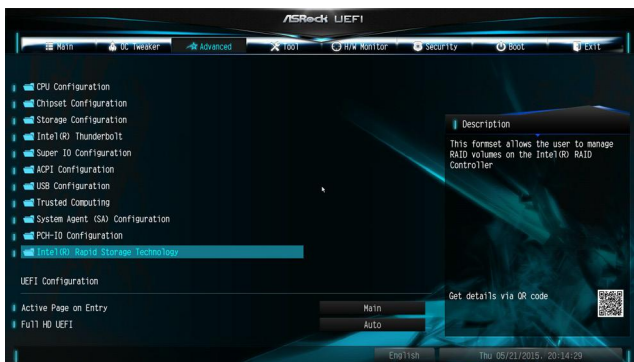 ASRock UEFI
Main
OC Tweaker
Advanced
Tool
H/W Monitor
Security
Boot
Exit
CPU Configuration
Chipset Configuration
Storage Configuration
Intel(R) Thunderbolt
Super IO Configuration
ACPI Configuration
USB Configuration
Trusted Computing
System Agent (SA) Configuration
PCH-IO Configuration
Intel(R) Rapid Storage Technology
UEFI Configuration
Active Page on Entry
Main
Full HD UEFI
Auto
Description
This formset allows the user to manage
RAID volumes on the Intel(R) RAID
Controller
Get details via QR code
English
Thu 05/21/2015. 20:14:29